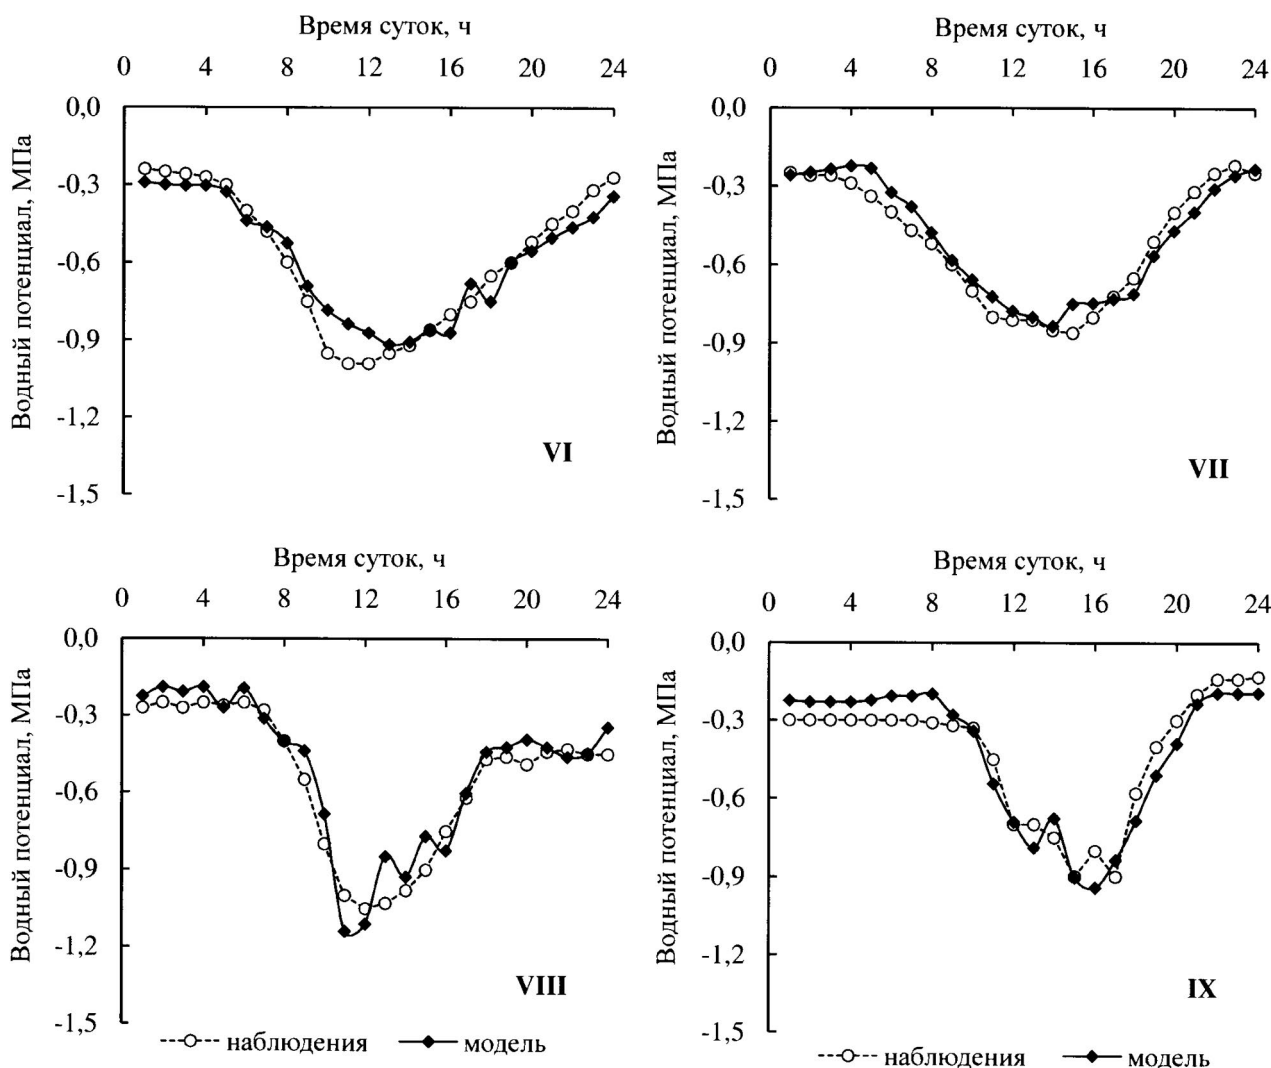 Время суток, ч
0 4 8 12 16 20 24
0,0
-0,3
-0,6
-0,9
-1,2
-1,5
Водный потенциал, МПа
VI
Время суток, ч
0 4 8 12 16 20 24
0,0
-0,3
-0,6
-0,9
-1,2
-1,5
Водный потенциал, МПа
VII
Время суток, ч
0 4 8 12 16 20 24
0,0
-0,3
-0,6
-0,9
-1,2
-1,5
Водный потенциал, МПа
VIII
наблюдения модель
Время суток, ч
0 4 8 12 16 20 24
0,0
-0,3
-0,6
-0,9
-1,2
-1,5
Водный потенциал, МПа
IX
наблюдения модель